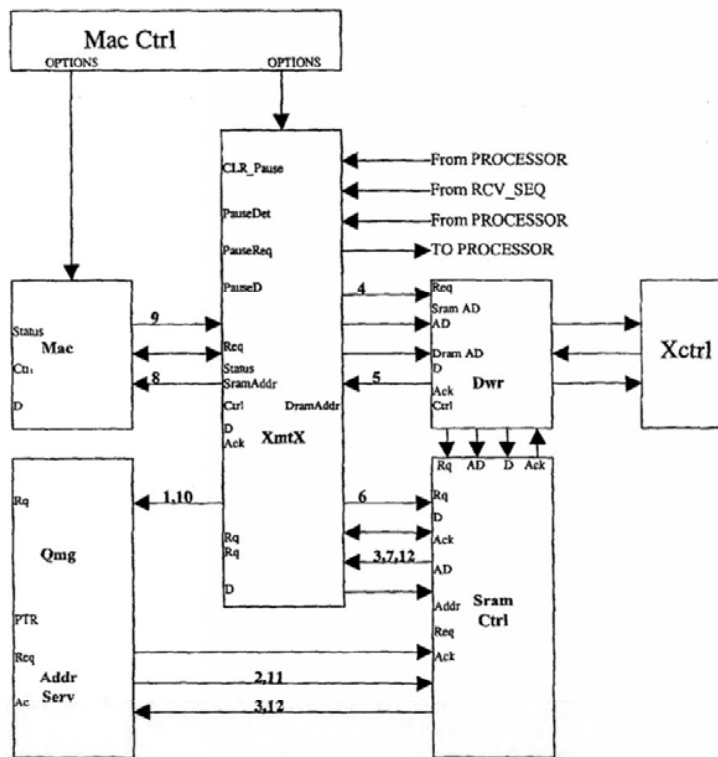 Mac Ctrl
OPTIONS OPTIONS
CLR_Pause
PauseDet
PauseReq
PauseD
From PROCESSOR
From RCV_SEQ
From PROCESSOR
TO PROCESSOR
Status
Mac
D
9
8
Req
Status
SramAddr
Ctrl
DramAddr
D
Ack
XmtX
Rq
Rq
D
4
5
Req
Sram AD
AD
Dram AD
D
Dwr
Ack
Ctrl
Xctrl
Rq AD D Ack
Rq
Qmg
PTR
Req
Addr
Serv
Ac
1,10
6
3,7,12
2,11
3,12
Rq
D
Ack
AD
Addr
Sram
Ctrl
Req
Ack